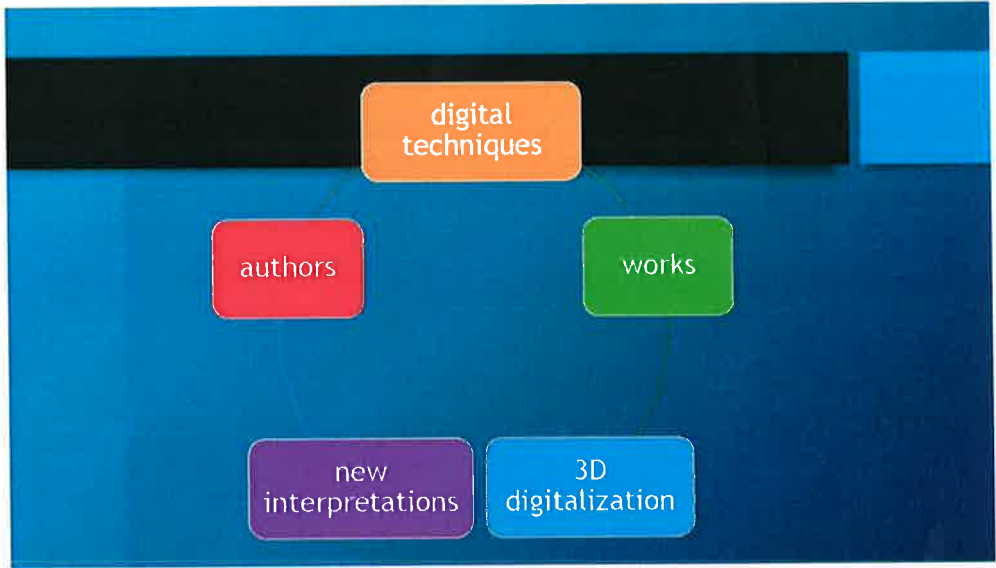 digital
techniques
authors
works
new
interpretations
3D
digitalization